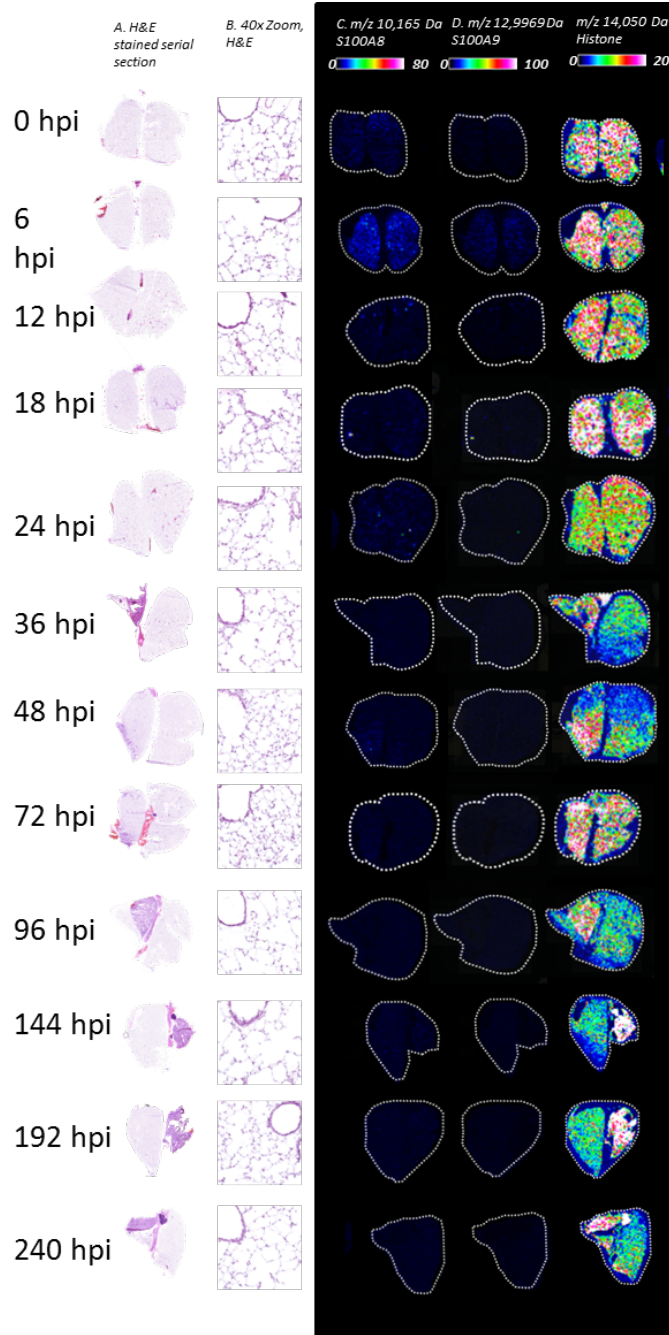 A. H&E
stained serial
section
B. 40x Zoom,
H&E
C. m/z 10,165 Da
S100A8
D. m/z 12,9969 Da
S100A9
m/z 14,050 Da
Histone
0 80
0 100
0 20
0 hpi
6
hpi
12 hpi
18 hpi
24 hpi
36 hpi
48 hpi
72 hpi
96 hpi
144 hpi
192 hpi
240 hpi